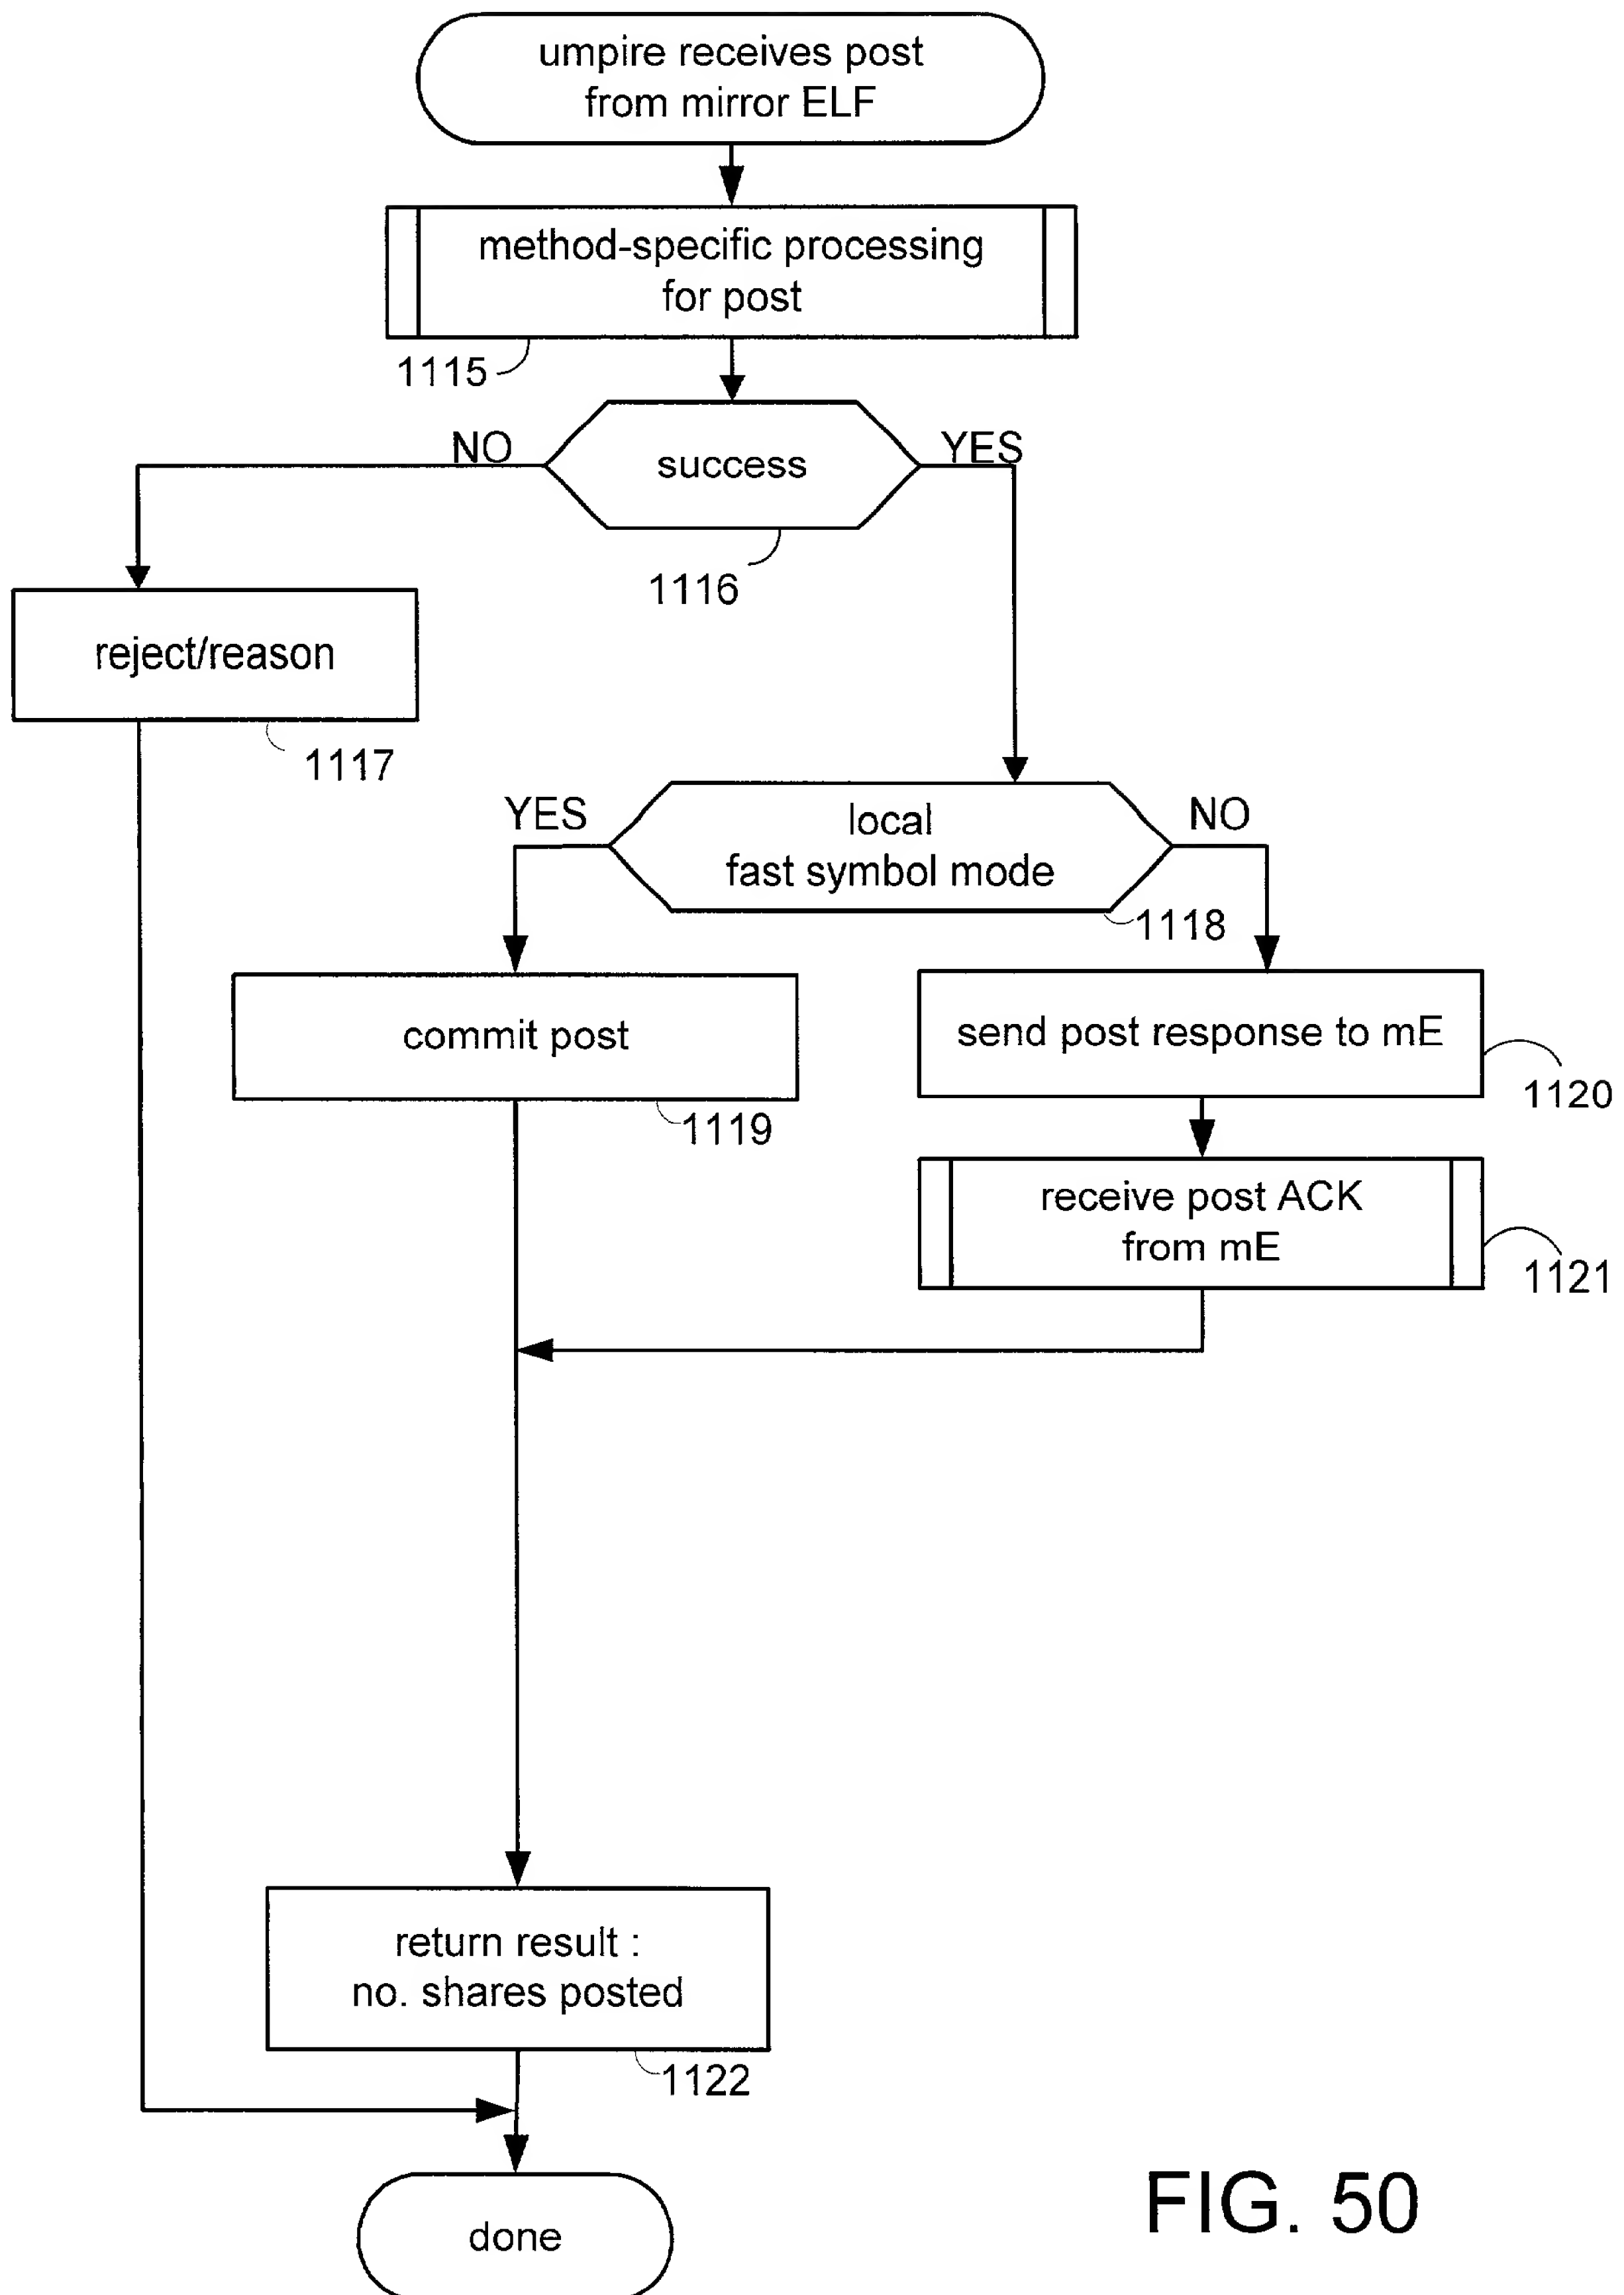 umpire receives post
from mirror ELF
method-specific processing
for post
1115
NO
YES
success
1116
reject/reason
1117
YES
NO
local
fast symbol mode
1118
commit post
send post response to mE
1119
1120
receive post ACK
from mE
1121
return result :
no. shares posted
1122
done
FIG. 50